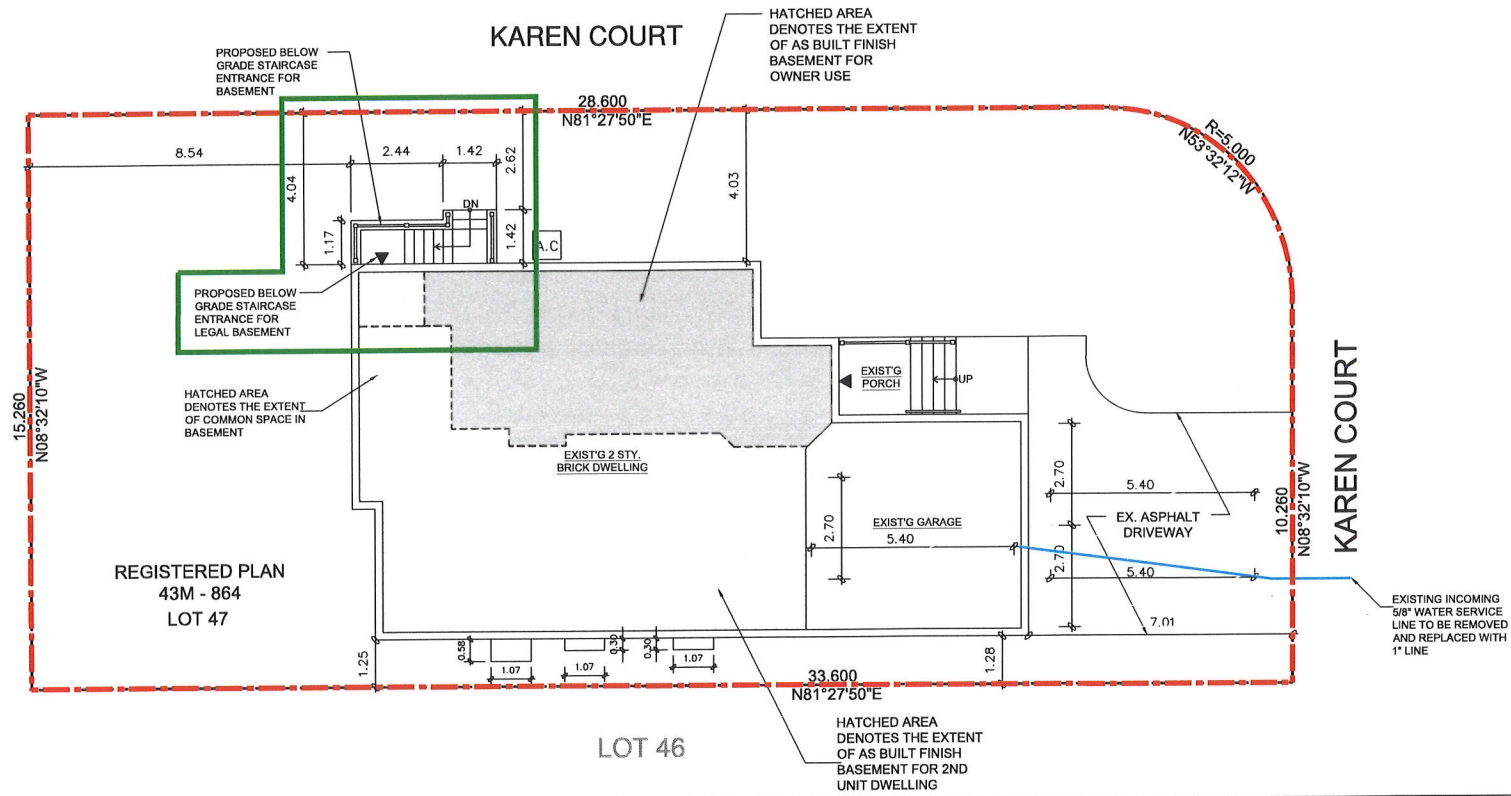 KAREN COURT
HATCHED AREA
DENOTES THE EXTENT
OF AS BUILT FINISH
BASEMENT FOR
OWNER USE
PROPOSED BELOW
GRADE STAIRCASE
ENTRANCE FOR
BASEMENT
28.600
N81°27'50"E
R=5.000
N53°32'12"W
8.54
2.44
1.42
2.62
4.04
4.03
DN
1.17
1.42
A.C
PROPOSED BELOW
GRADE STAIRCASE
ENTRANCE FOR
LEGAL BASEMENT
15.260
N08°32'10"W
HATCHED AREA
DENOTES THE EXTENT
OF COMMON SPACE IN
BASEMENT
EXIST'G
PORCH
UP
KAREN COURT
EXIST'G 2 STY.
BRICK DWELLING
2.70
EXIST'G GARAGE
5.40
2.70
5.40
EX. ASPHALT
DRIVEWAY
2.70
5.40
7.01
10.260
N08°32'10"W
EXISTING INCOMING
5/8" WATER SERVICE
LINE TO BE REMOVED
AND REPLACED WITH
1" LINE
REGISTERED PLAN
43M - 864
LOT 47
1.25
0.58
1.07
1.07
0.30
0.30
1.07
1.28
33.600
N81°27'50"E
LOT 46
HATCHED AREA
DENOTES THE EXTENT
OF AS BUILT FINISH
BASEMENT FOR 2ND
UNIT DWELLING